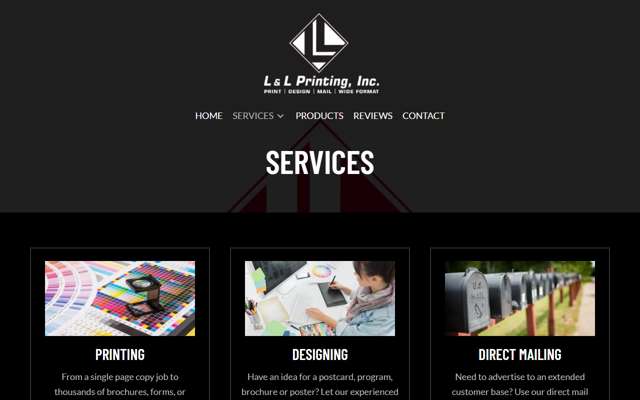 L & L Printing, Inc.
PRINT | DESIGN | MAIL | WIDE FORMAT
HOME SERVICES PRODUCTS REVIEWS CONTACT
SERVICES
PRINTING
From a single page copy job to
thousands of brochures, forms, or
DESIGNING
Have an idea for a postcard, program,
brochure or poster? Let our experienced
DIRECT MAILING
Need to advertise to an extended
customer base? Use our direct mail